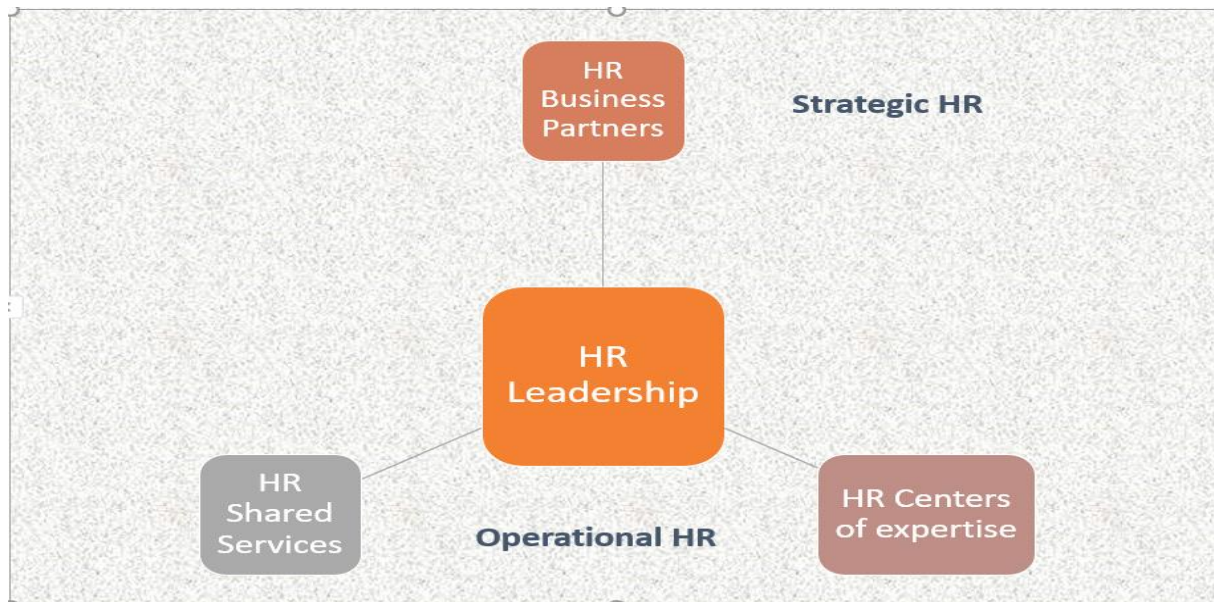 HR
Business
Partners
Strategic HR
HR
Leadership
HR
Shared
Services
Operational HR
HR Centers
of expertise